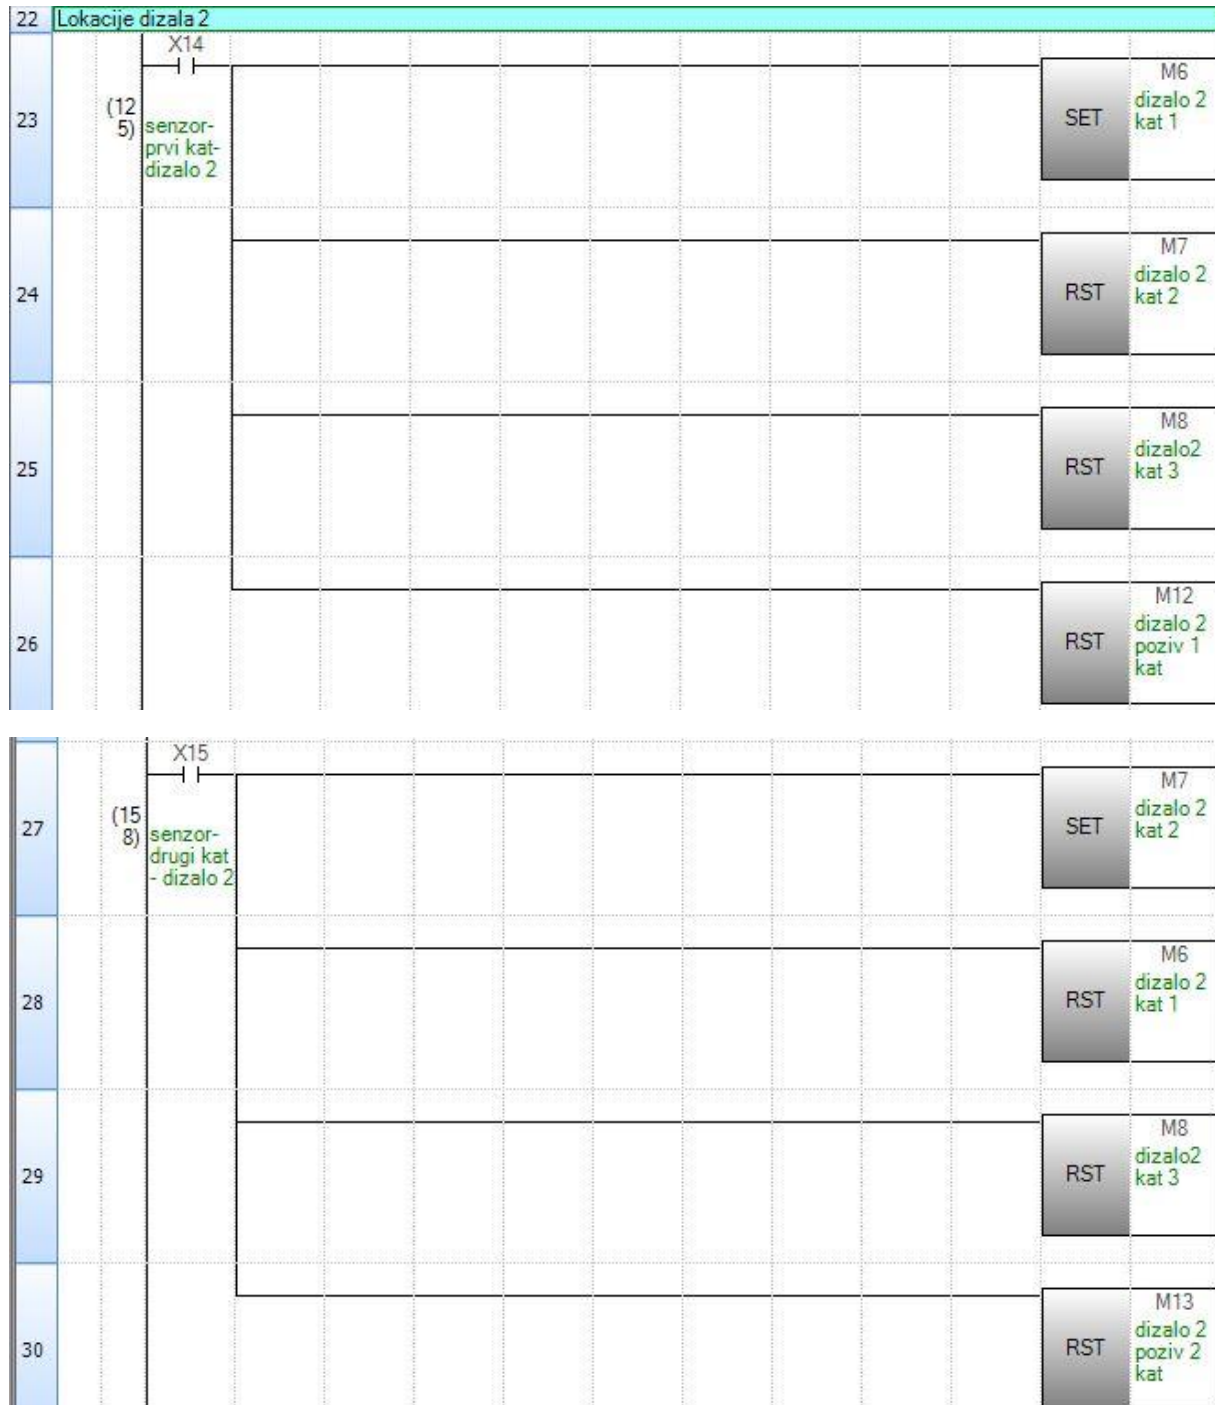 22 Lokacije dizala 2
X14
23
(12
5)
senzor-
prvi kat-
dizalo 2
SET
M6
dizalo 2
kat 1
24
RST
M7
dizalo 2
kat 2
25
RST
M8
dizalo2
kat 3
26
RST
M12
dizalo 2
poziv 1
kat
X15
27
(15
8)
senzor-
drugi kat
- dizalo 2
SET
M7
dizalo 2
kat 2
28
RST
M6
dizalo 2
kat 1
29
RST
M8
dizalo2
kat 3
30
RST
M13
dizalo 2
poziv 2
kat